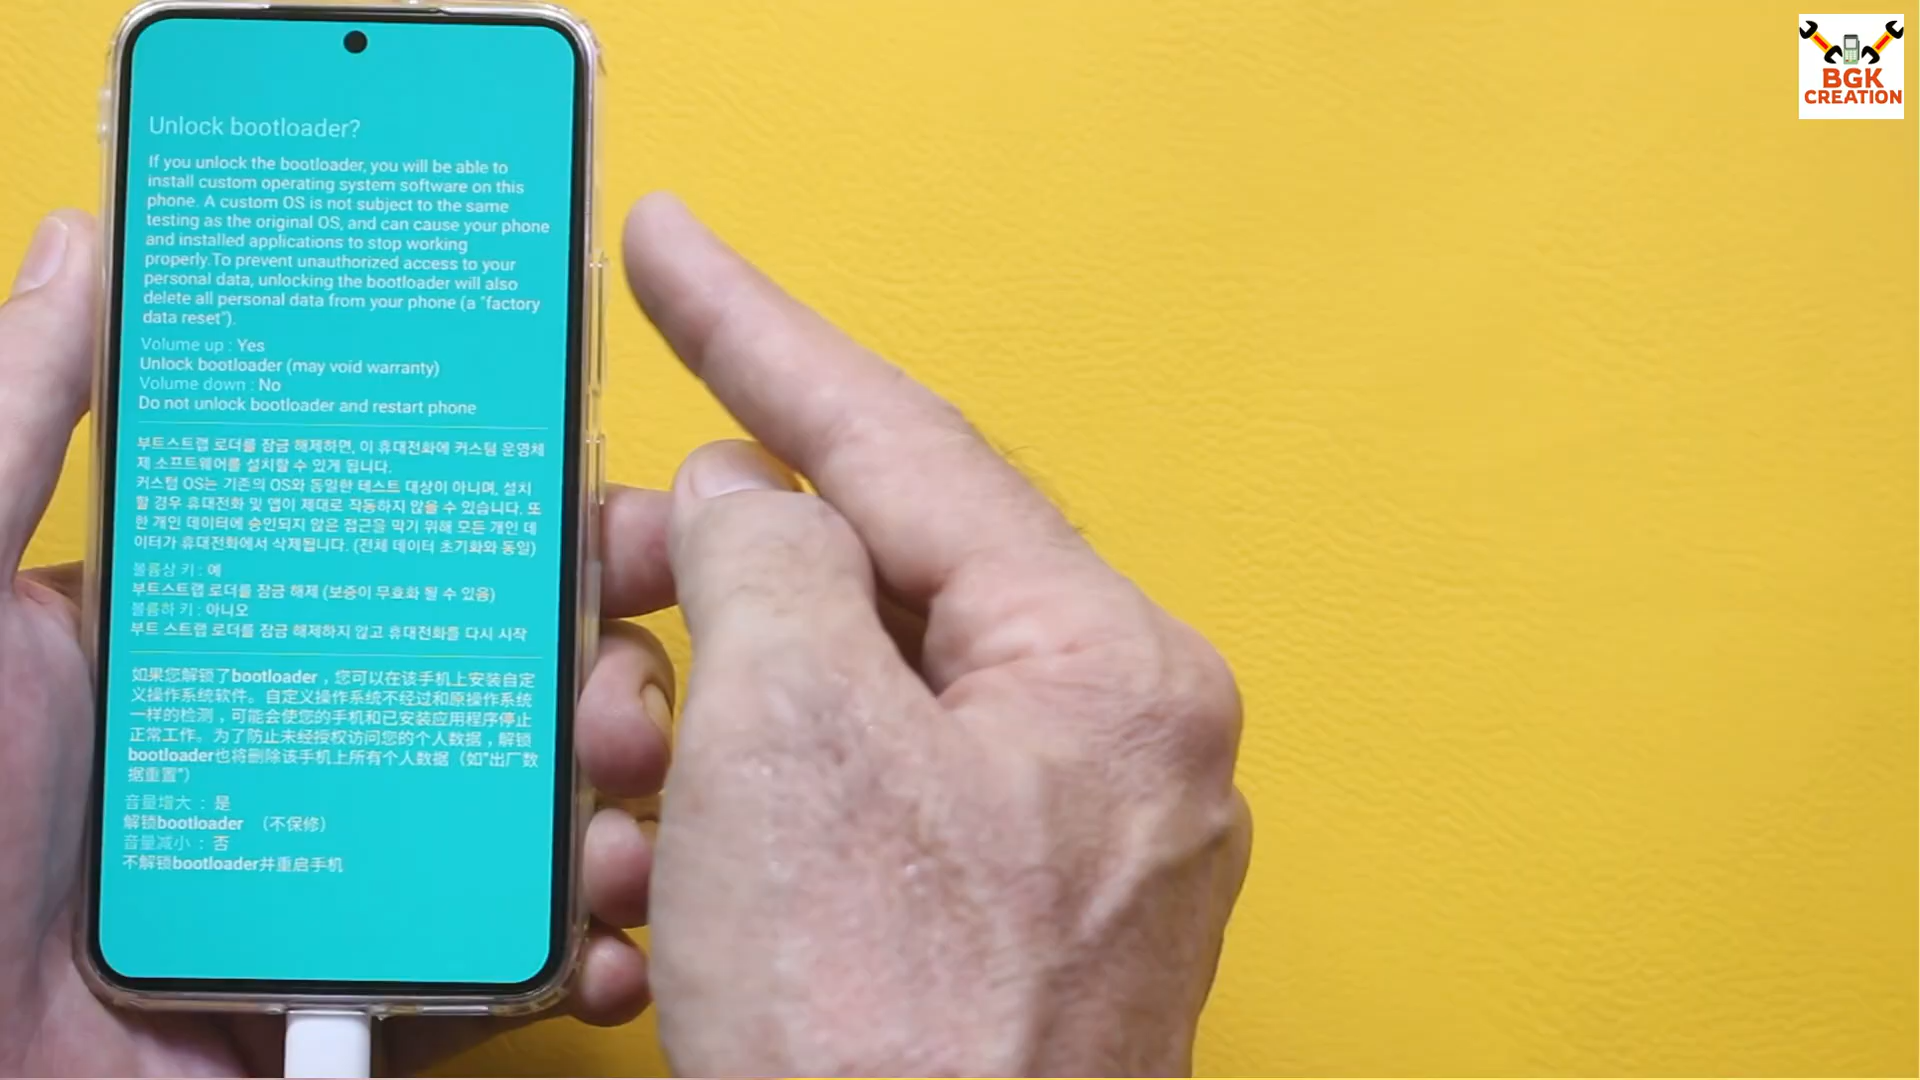 Unlock bootloader?
If you unlock the bootloader, you will be able to
install custom operating system software on this
phone. A custom OS is not subject to the same
testing as the original OS, and can cause your phone
and installed applications to stop working
properly.To prevent unauthorized access to your
personal data, unlocking the bootloader will also
delete all personal data from your phone (a "factory
data reset").
Volume up : Yes
Unlock bootloader (may void warranty)
Volume down : No
Do not unlock bootloader and restart phone
부트스트랩 로더를 잠금 해제하면, 이 휴대전화에 커스텀 운영체
제 소프트웨어를 설치할 수 있게 됩니다.
커스텀 OS는 기존의 OS와 동일한 테스트 대상이 아니며, 설치
할 경우 휴대전화 및 앱이 제대로 작동하지 않을 수 있습니다. 또
한 개인 데이터에 승인되지 않은 접근을 막기 위해 모든 개인 데
이터가 휴대전화에서 삭제됩니다. (전체 데이터 초기화와 동일)
볼륨상 키 : 예
부트스트랩 로더를 잠금 해제 (보증이 무효화 될 수 있음)
볼륨하 키 : 아니오
부트 스트랩 로더를 잠금 해제하지 않고 휴대전화를 다시 시작
如果您解锁了bootloader，您可以在该手机上安装自定
义操作系统软件。自定义操作系统不经过和原操作系统
一样的检测，可能会使您的手机和已安装应用程序停止
正常工作。为了防止未经授权访问您的个人数据，解锁
bootloader也将删除该手机上所有个人数据（如"出厂数
据重置"）
音量增大 ：是
解锁bootloader （不保修）
音量减小 ：否
不解锁bootloader并重启手机
BGK
CREATION